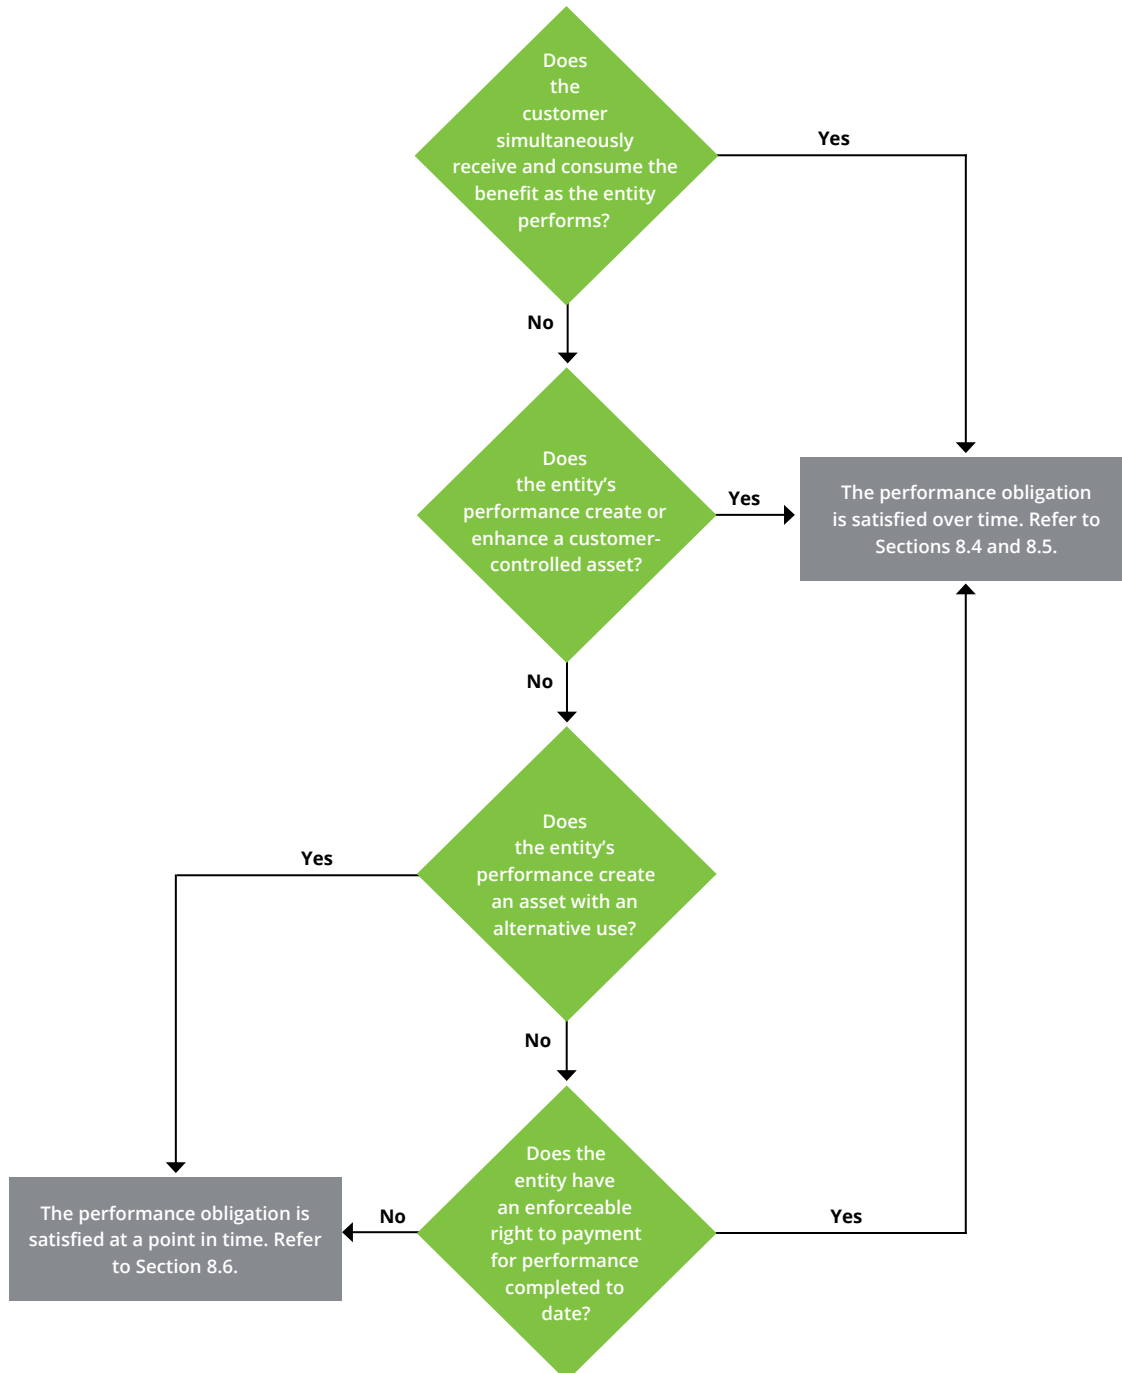 Does
the
customer
simultaneously
receive and consume the
benefit as the entity
performs?
Yes
No
Does
the entity’s
performance create or
enhance a customer-
controlled asset?
Yes
The performance obligation
is satisfied over time. Refer to
Sections 8.4 and 8.5.
No
Does
the entity’s
performance create
an asset with an
alternative use?
Yes
No
Does the
entity have
an enforceable
right to payment
for performance
completed to
date?
No
Yes
The performance obligation is
satisfied at a point in time. Refer
to Section 8.6.